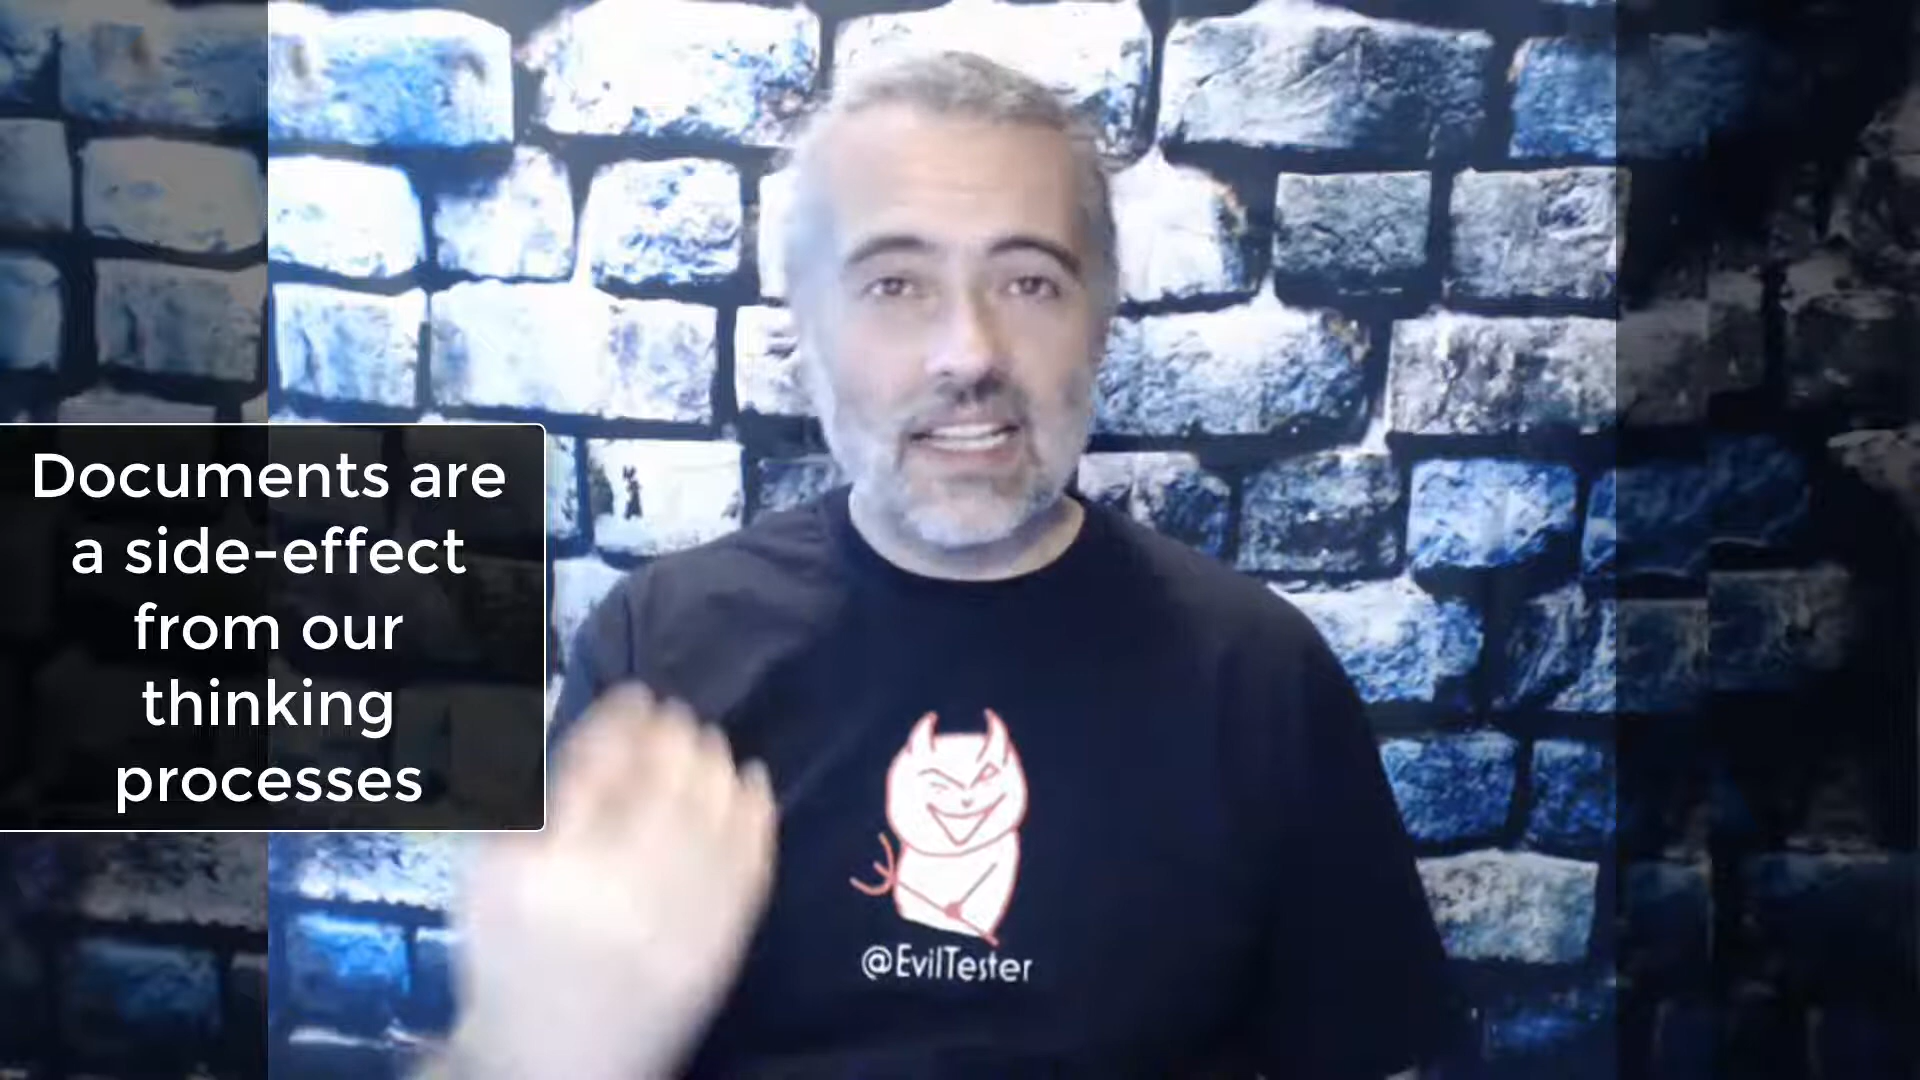 Documents are
a side-effect
from our
thinking
processes
@EvilTester